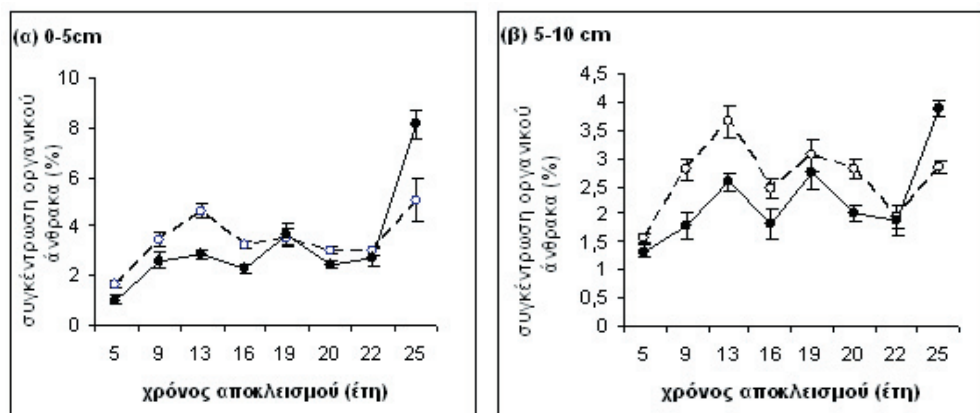 (α) 0-5cm
συγκέντρωση οργανικού
άνθρακα (%)
10
8
6
4
2
0
5 9 13 16 19 20 22 25
χρόνος αποκλεισμού (έτη)
(β) 5-10 cm
συγκέντρωση οργανικού
άνθρακα (%)
4,5
4
3,5
3
2,5
2
1,5
1
0,5
0
5 9 13 16 19 20 22 25
χρόνος αποκλεισμού (έτη)